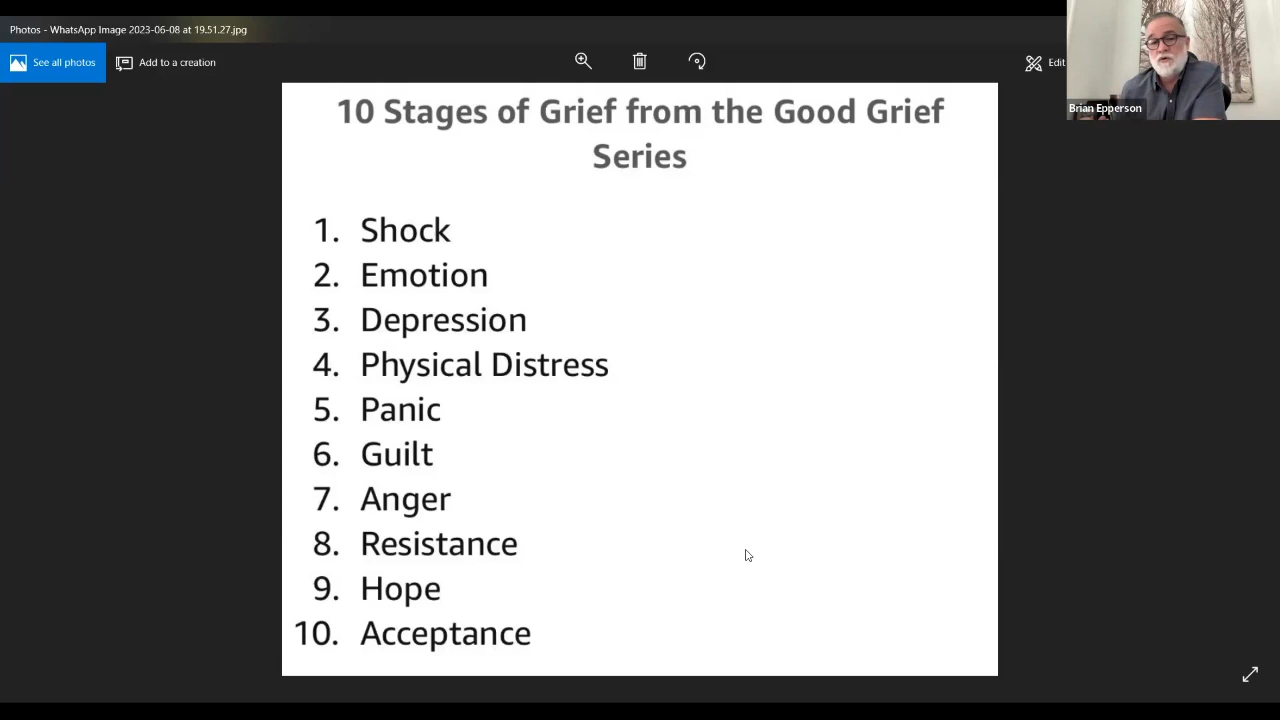 Photos - WhatsApp Image 2023-06-08 at 19.51.27.jpg
See all photos
Add to a creation
Edit
Brian Epperson
10 Stages of Grief from the Good Grief
Series
1. Shock
2. Emotion
3. Depression
4. Physical Distress
5. Panic
6. Guilt
7. Anger
8. Resistance
9. Hope
10. Acceptance